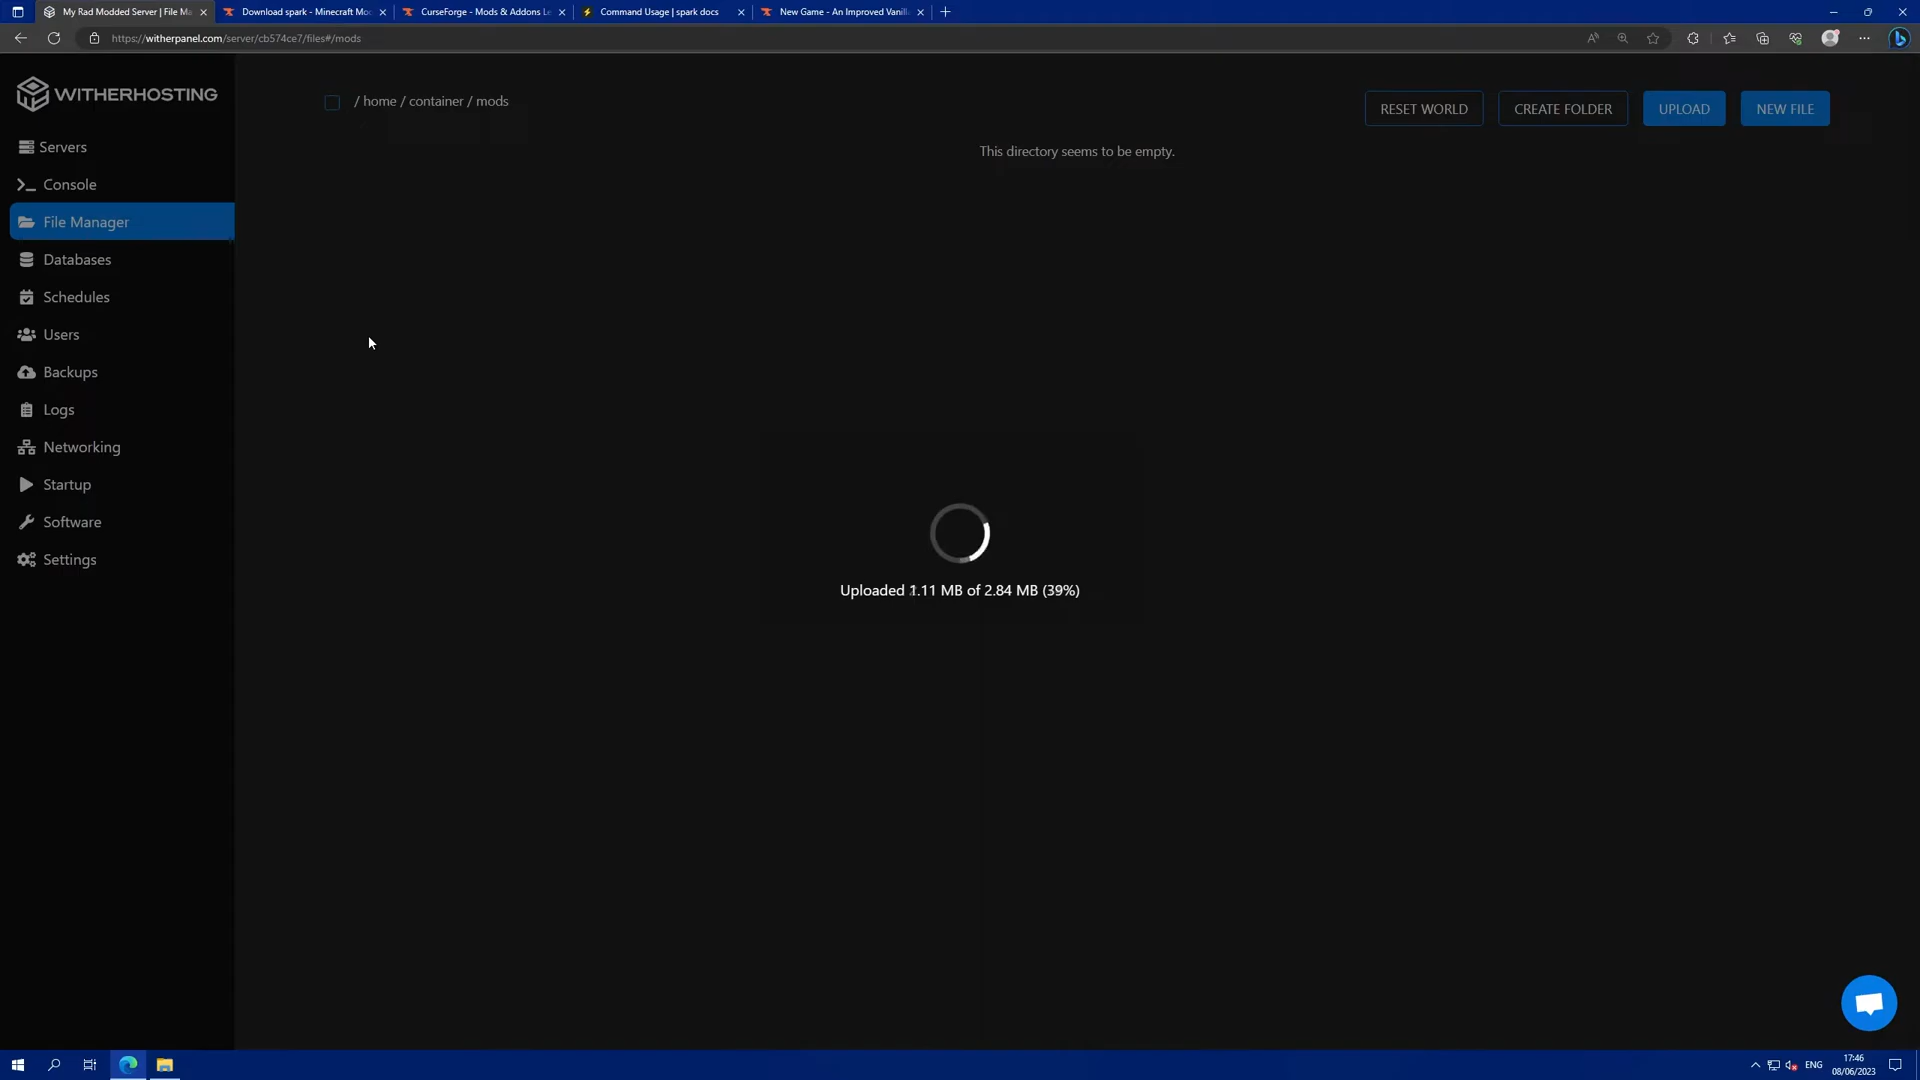 My Rad Modded Server | File Ma
Download spark - Minecraft Mo
CurseForge - Mods & Addons Le
Command Usage | spark docs
New Game - An Improved Vanill
https://witherpanel.com/server/cb574ce7/files#/mods
WITHERHOSTING
Servers
Console
File Manager
Databases
Schedules
Users
Backups
Logs
Networking
Startup
Software
Settings
/ home / container / mods
RESET WORLD
CREATE FOLDER
UPLOAD
NEW FILE
This directory seems to be empty.
Uploaded 1.11 MB of 2.84 MB (39%)
ENG
17:46
08/06/2023